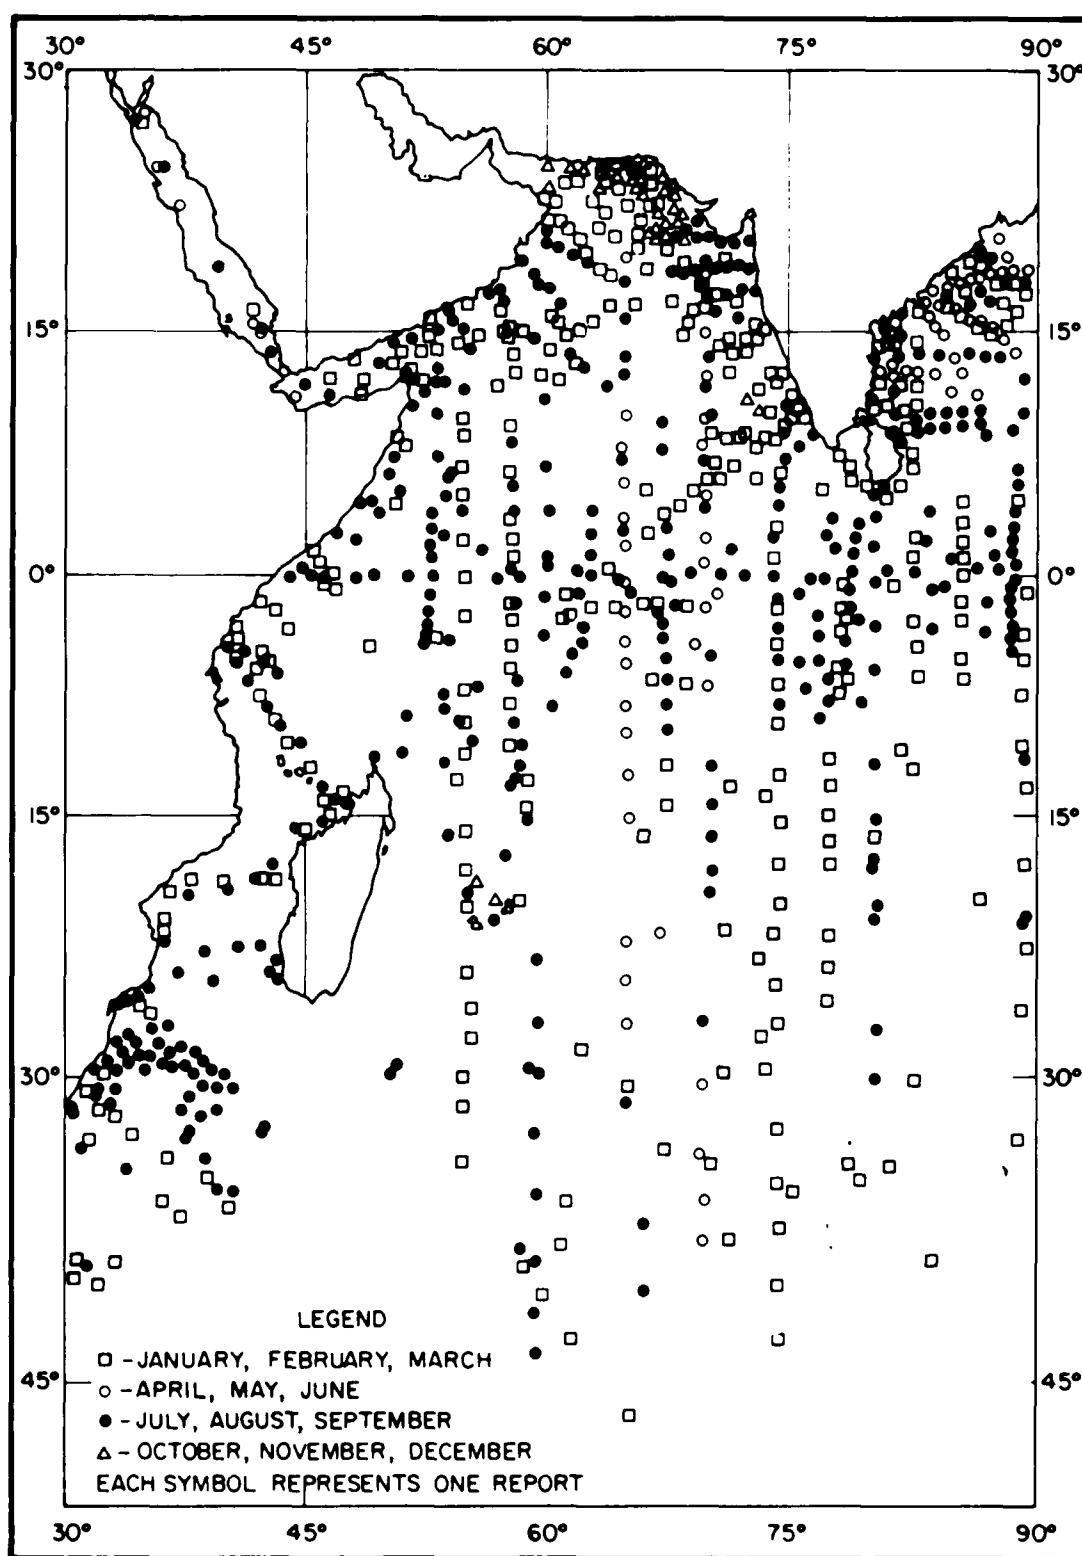 30° 45° 60° 75° 90°
30° 30°
15° 15°
0° 0°
15° 15°
30° 30°
LEGEND
□ - JANUARY, FEBRUARY, MARCH
45° 45°
○ - APRIL, MAY, JUNE
● - JULY, AUGUST, SEPTEMBER
△ - OCTOBER, NOVEMBER, DECEMBER
EACH SYMBOL REPRESENTS ONE REPORT
30° 45° 60° 75° 90°